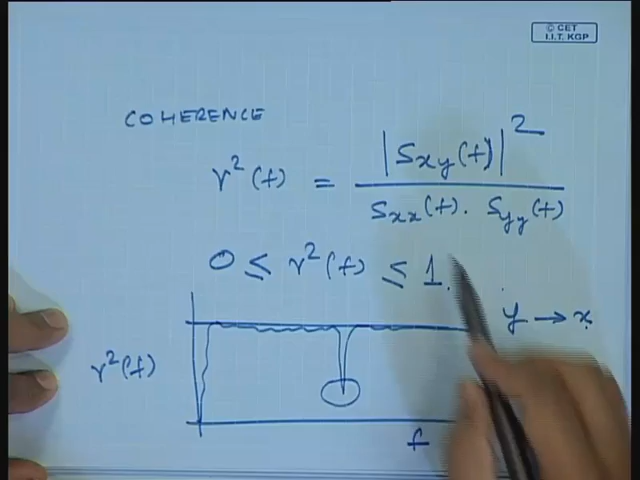 © CET
I.I.T. KGP
COHERENCE
γ²(f) = |Sxy(f)|² / Sxx(f) · Syy(f)
0 ≤ γ²(f) ≤ 1.
y → x
γ²(f)
f